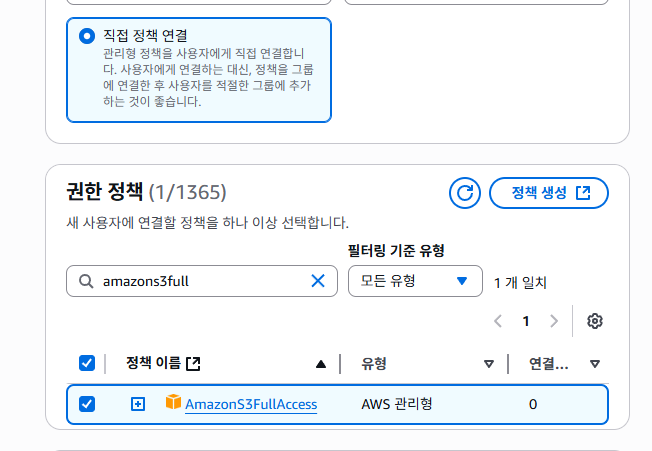 직접 정책 연결
관리형 정책을 사용자에게 직접 연결합니
다. 사용자에게 연결하는 대신, 정책을 그룹
에 연결한 후 사용자를 적절한 그룹에 추가
하는 것이 좋습니다.
권한 정책 (1/1365)
정책 생성
새 사용자에 연결할 정책을 하나 이상 선택합니다.
필터링 기준 유형
amazons3full
모든 유형
1 개 일치
1
정책 이름
유형
연결...
AmazonS3FullAccess
AWS 관리형
0